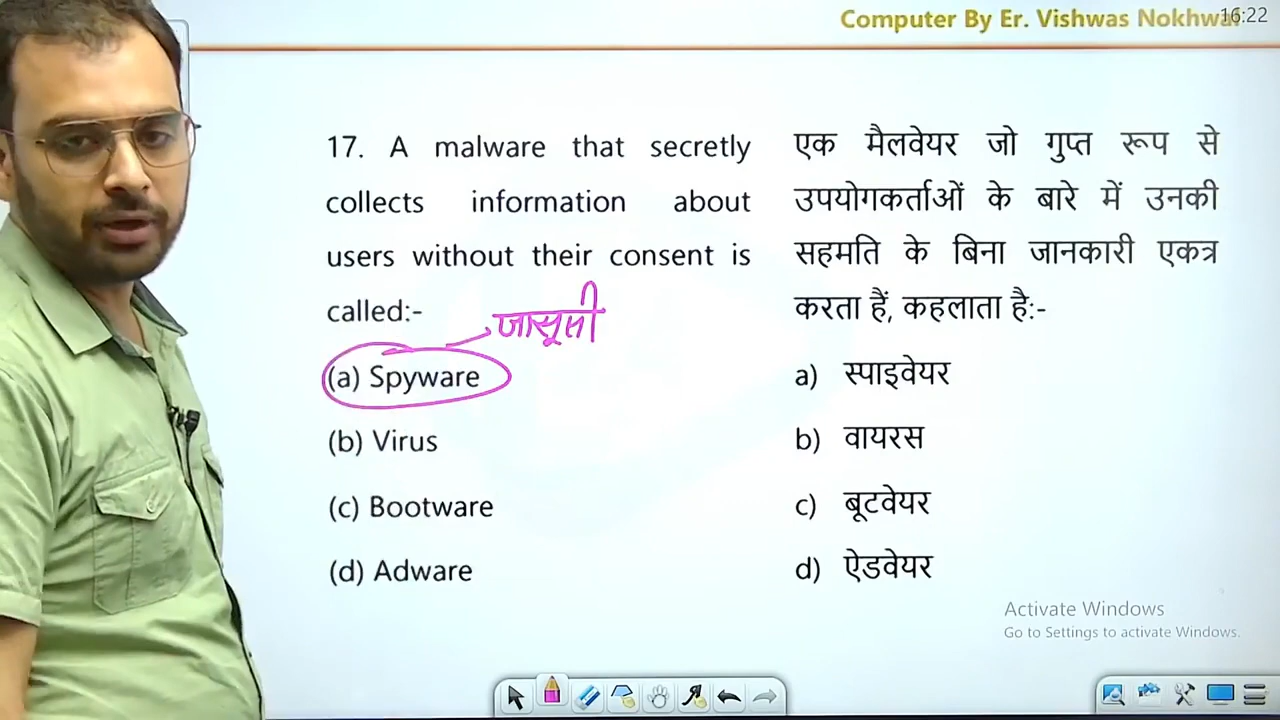 Computer By Er. Vishwas Nokhwal
16:22
17. A malware that secretly
collects information about
users without their consent is
called:-
जासूसी
(a) Spyware
(b) Virus
(c) Bootware
(d) Adware
एक मैलवेयर जो गुप्त रूप से
उपयोगकर्ताओं के बारे में उनकी
सहमति के बिना जानकारी एकत्र
करता हैं, कहलाता है:-
a) स्पाइवेयर
b) वायरस
c) बूटवेयर
d) ऐडवेयर
Activate Windows
Go to Settings to activate Windows.